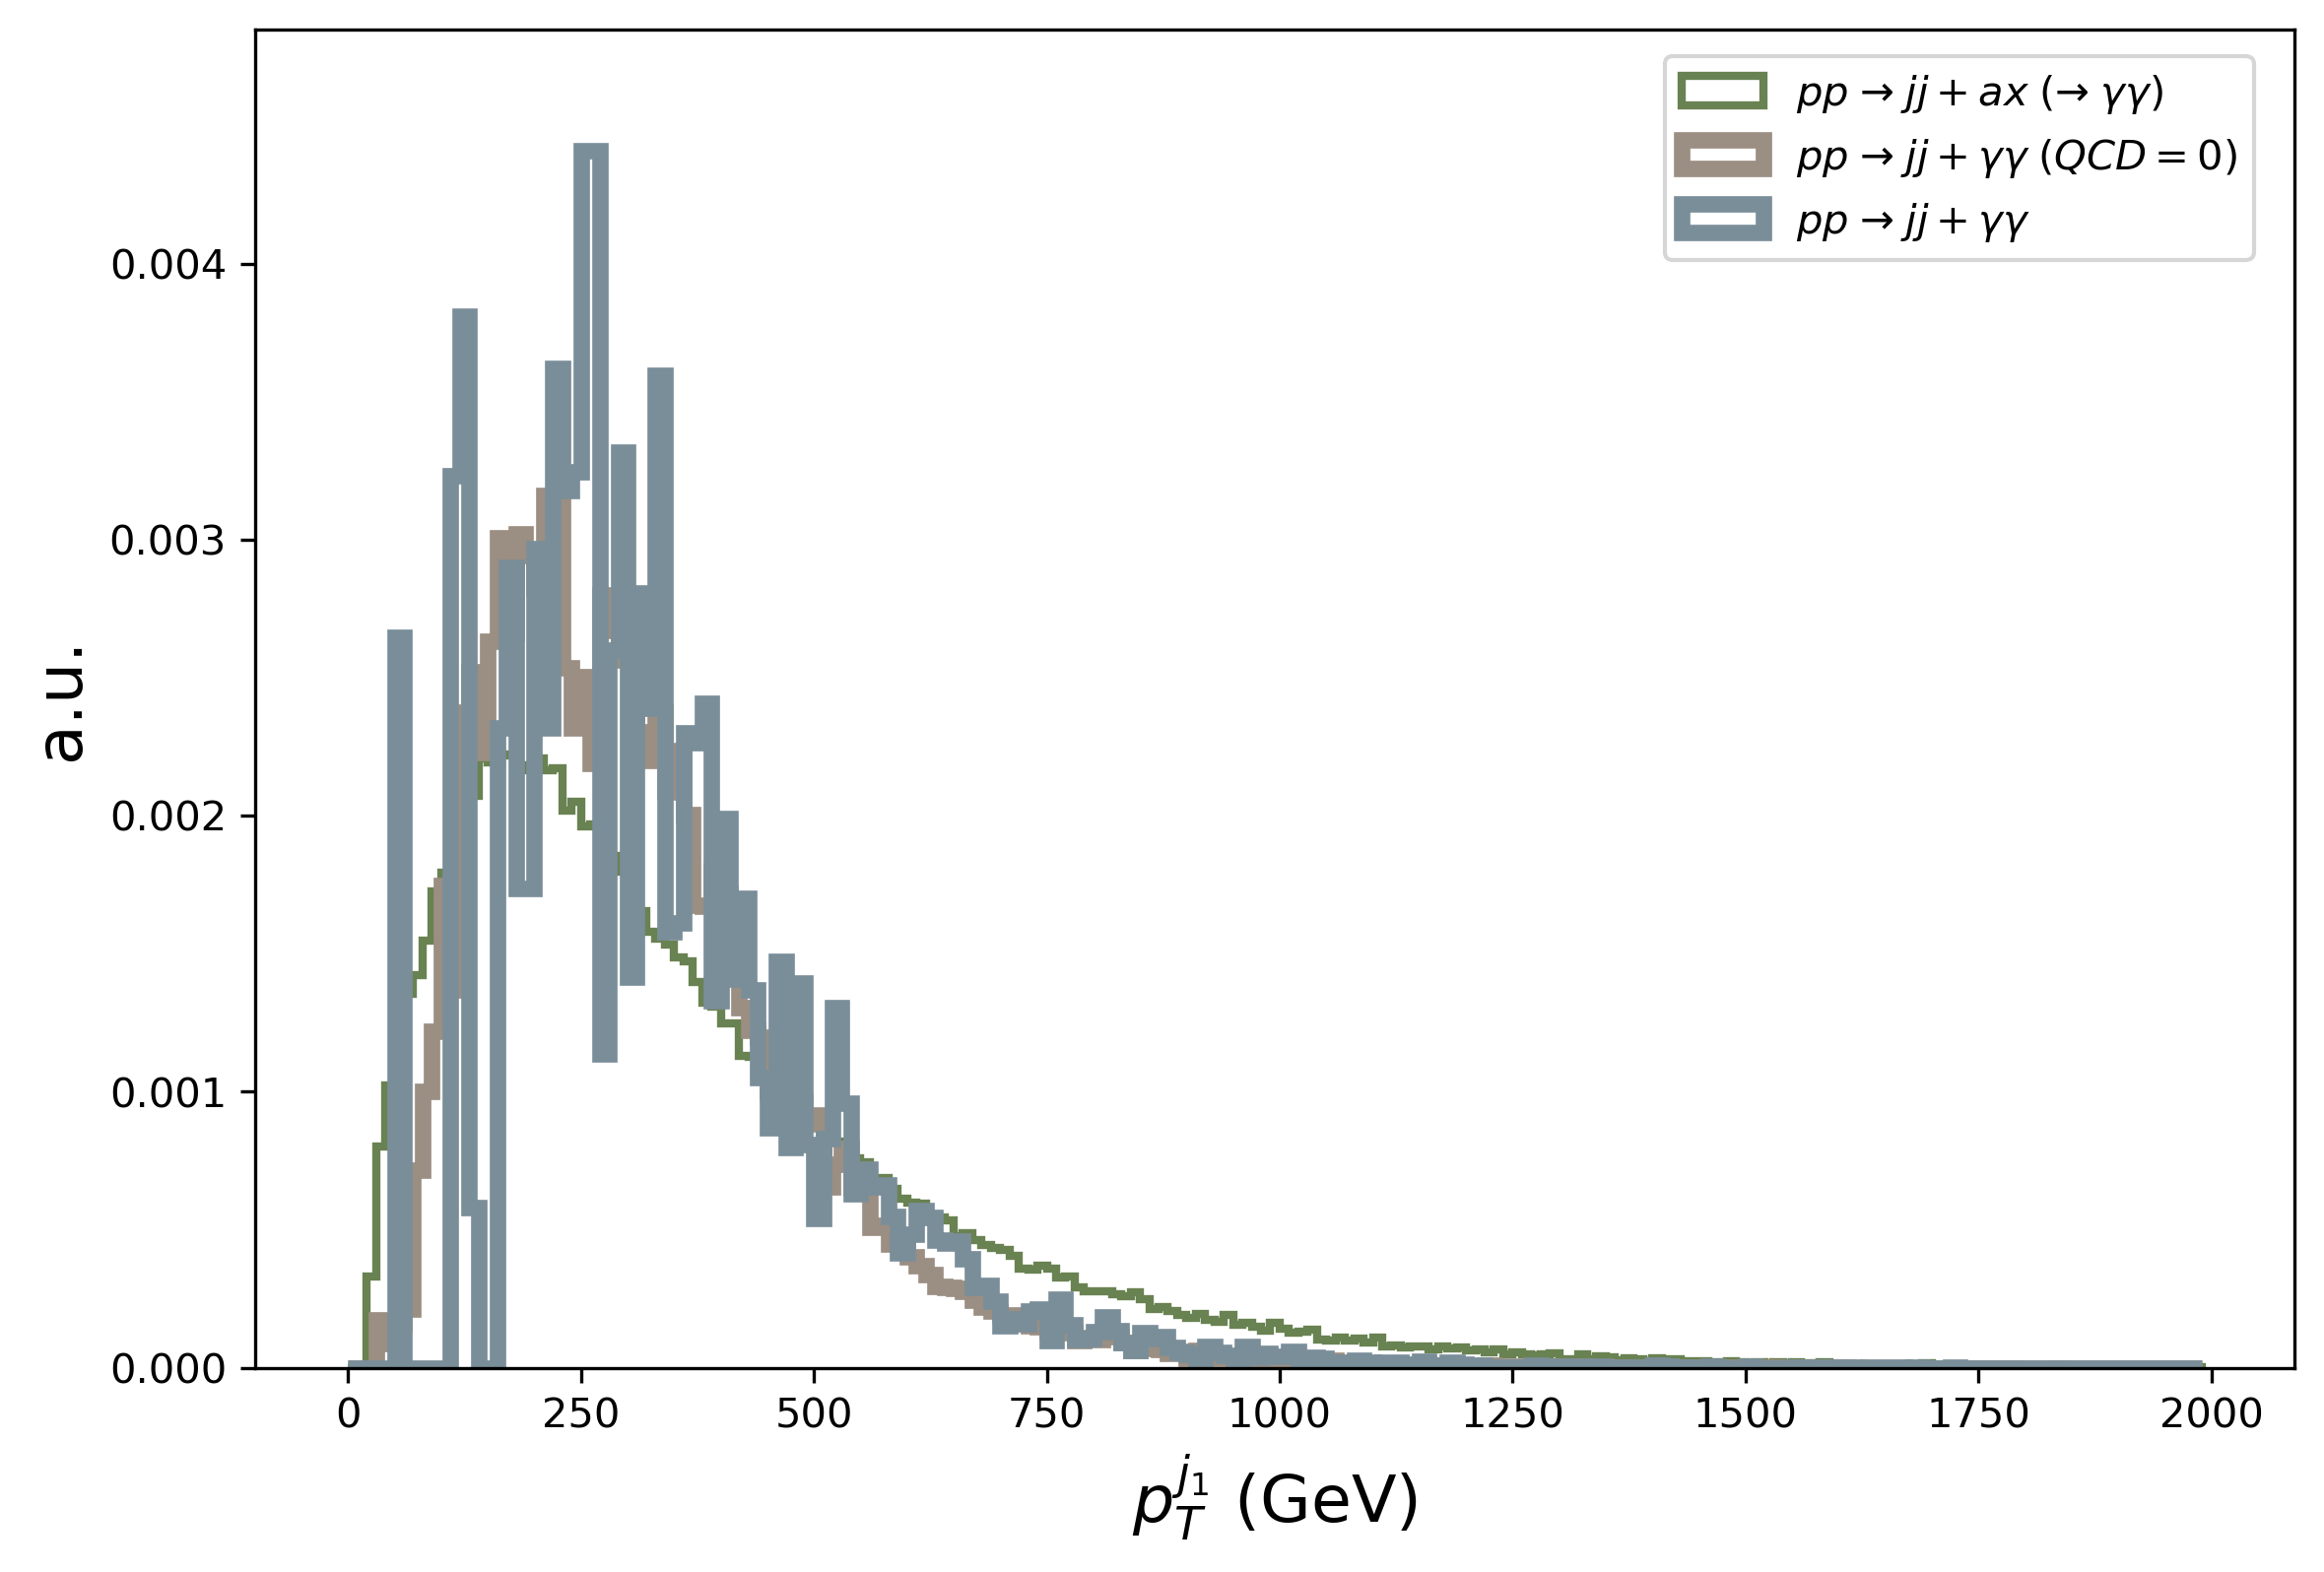 pp → jj + ax (→ γγ)
pp → jj + γγ (QCD = 0)
pp → jj + γγ
0.004
0.003
0.002
0.001
0.000
a.u.
0 250 500 750 1000 1250 1500 1750 2000
p_T^{j_1} (GeV)